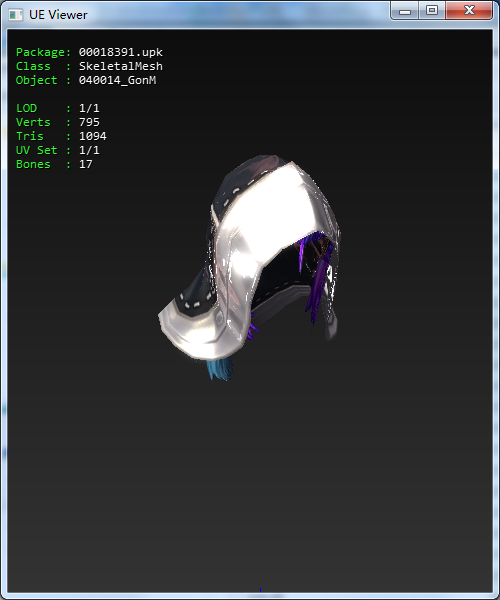 UE Viewer
Package: 00018391.upk
Class  : SkeletalMesh
Object : 040014_GonM
LOD    : 1/1
Verts  : 795
Tris   : 1094
UV Set : 1/1
Bones  : 17